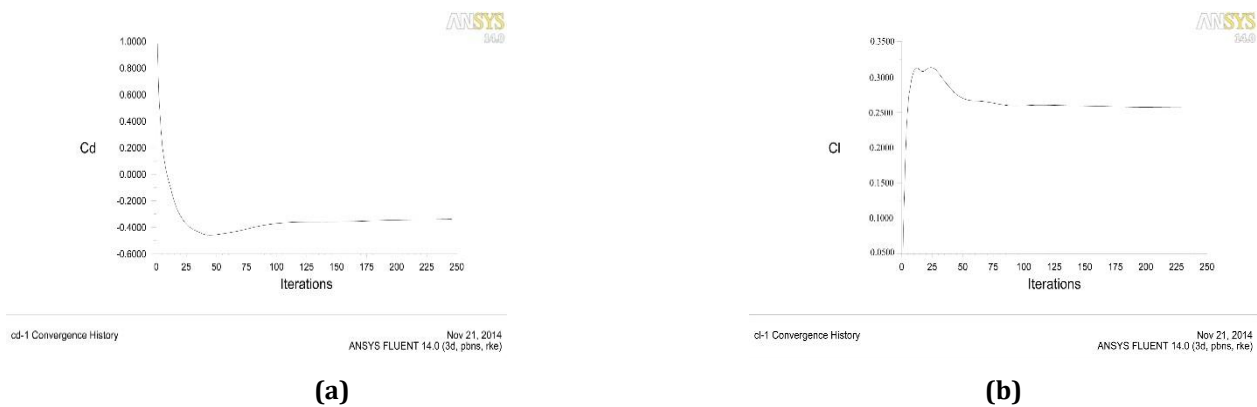 ANSYS
14.0
1.0000
0.8000
0.6000
0.4000
0.2000
0.0000
-0.2000
-0.4000
-0.6000
Cd
0 25 50 75 100 125 150 175 200 225 250
Iterations
cd-1 Convergence History
Nov 21, 2014
ANSYS FLUENT 14.0 (3d, pbns, rke)
(a)
ANSYS
14.0
0.3500
0.3000
0.2500
0.2000
0.1500
0.1000
0.0500
Cl
0 25 50 75 100 125 150 175 200 225 250
Iterations
cl-1 Convergence History
Nov 21, 2014
ANSYS FLUENT 14.0 (3d, pbns, rke)
(b)